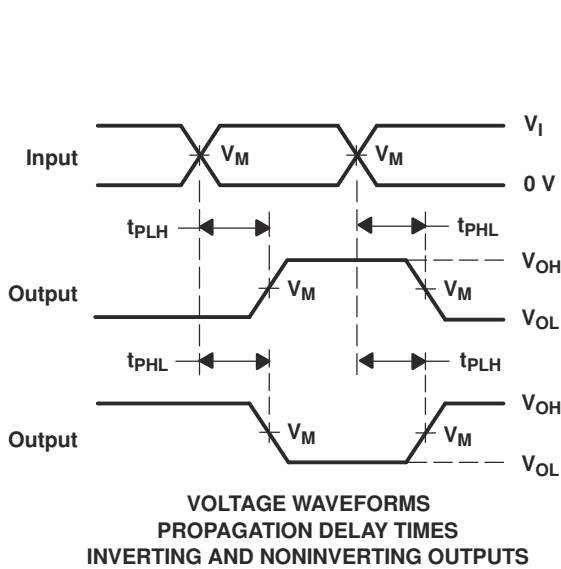 V_I
Input V_M V_M
0 V
t_PLH t_PHL
V_OH
Output V_M V_M
V_OL
t_PHL t_PLH
V_OH
Output V_M V_M
V_OL
VOLTAGE WAVEFORMS
PROPAGATION DELAY TIMES
INVERTING AND NONINVERTING OUTPUTS